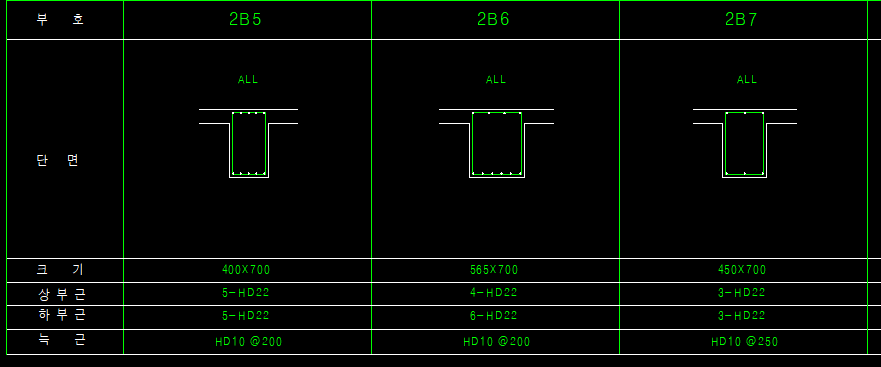 부 호 2B5 2B6 2B7
ALL ALL ALL
단 면
크 기 400X700 565X700 450X700
상 부 근 5-HD22 4-HD22 3-HD22
하 부 근 5-HD22 6-HD22 3-HD22
늑 근 HD10 @200 HD10 @200 HD10 @250